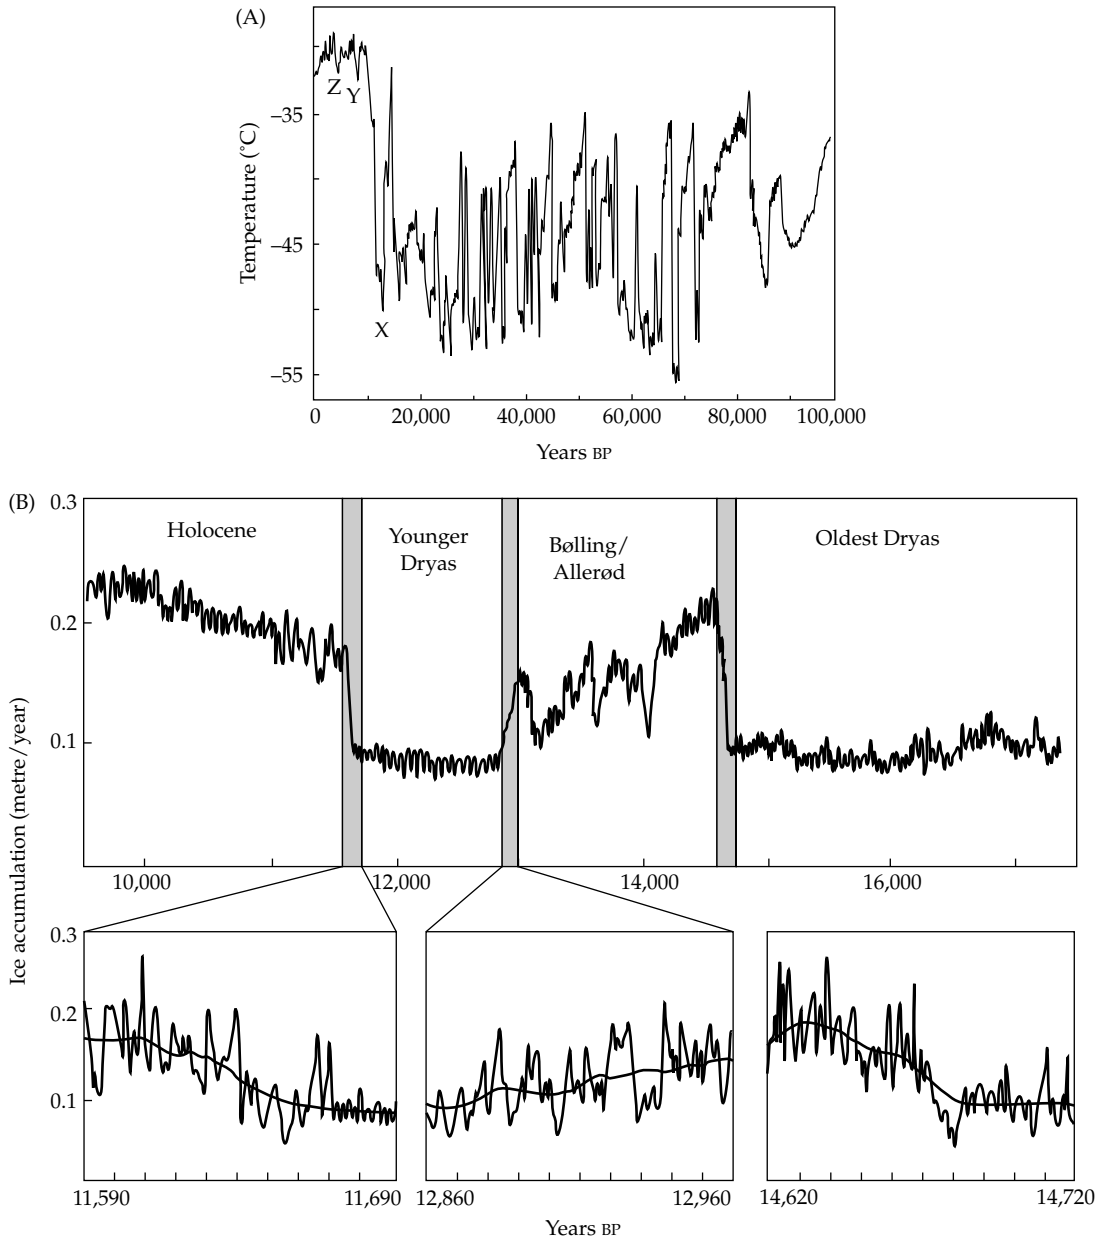 (A)
Z
Y
X
–35
–45
–55
Temperature (°C)
0
20,000
40,000
60,000
80,000
100,000
Years BP
(B)
0.3
0.2
0.1
Holocene
Younger
Dryas
Bølling/
Allerød
Oldest Dryas
10,000
12,000
14,000
16,000
Ice accumulation (metre/year)
0.3
0.2
0.1
11,590
11,690
12,860
12,960
14,620
14,720
Years BP